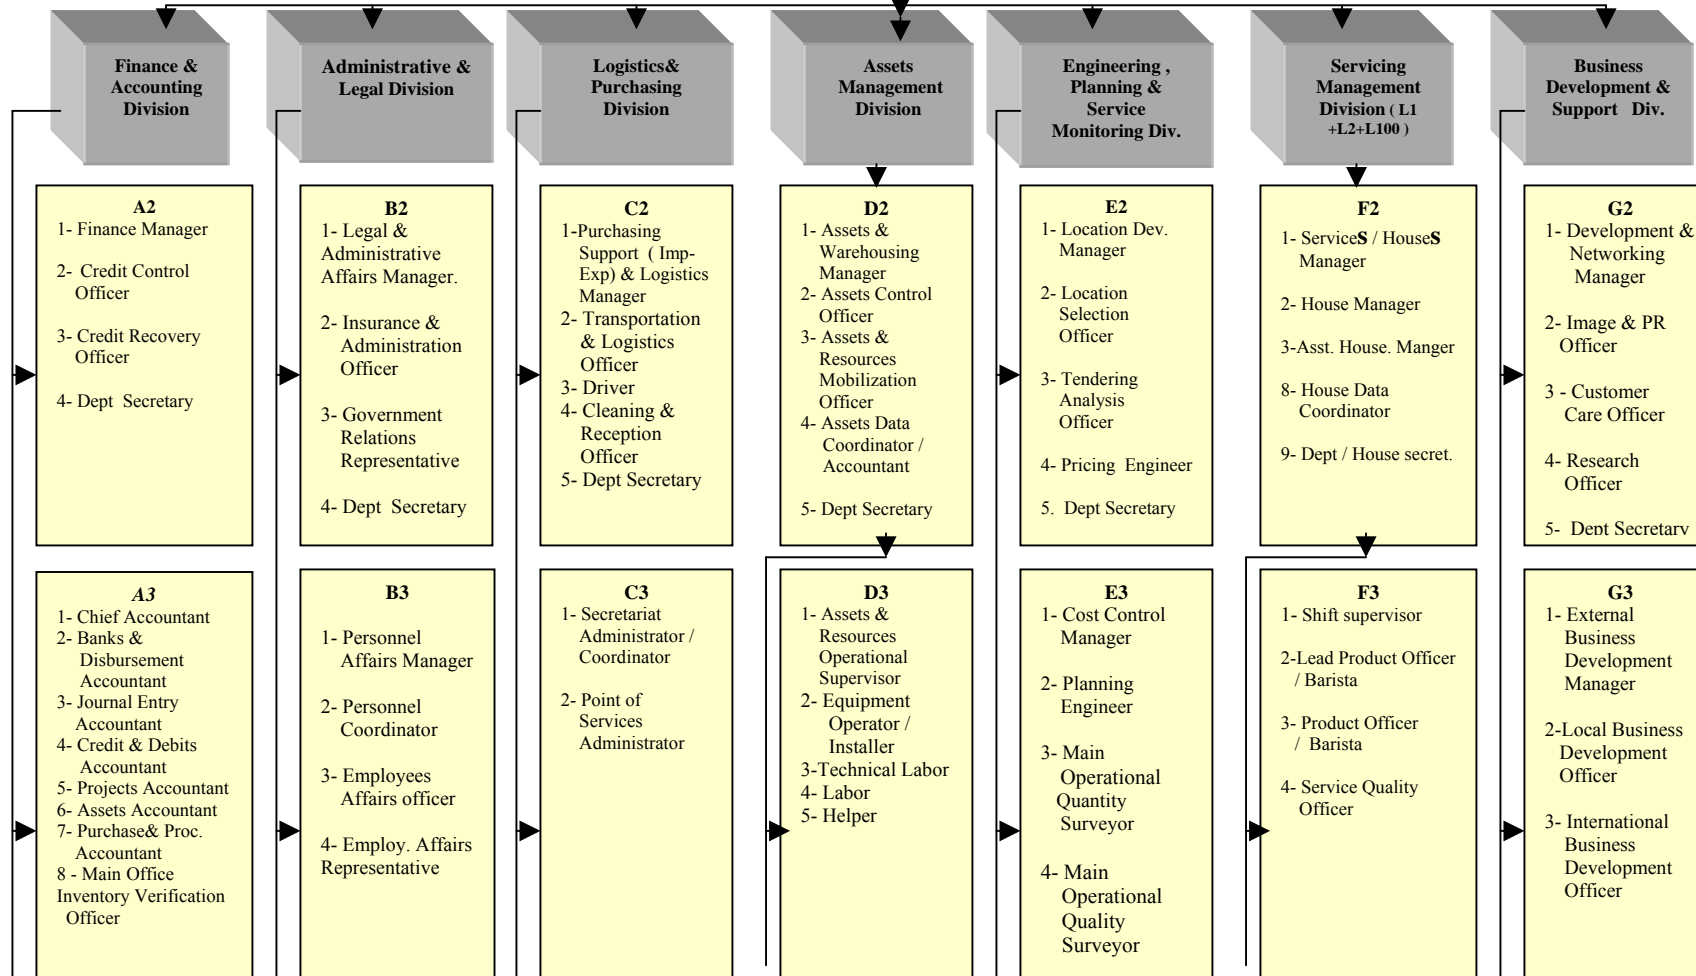 Finance &
Accounting
Division
Administrative &
Legal Division
Logistics&
Purchasing
Division
Assets
Management
Division
Engineering ,
Planning &
Service
Monitoring Div.
Servicing
Management
Division ( L1
+L2+L100 )
Business
Development &
Support Div.
A2
1- Finance Manager
2- Credit Control
Officer
3- Credit Recovery
Officer
4- Dept Secretary
B2
1- Legal &
Administrative
Affairs Manager.
2- Insurance &
Administration
Officer
3- Government
Relations
Representative
4- Dept Secretary
C2
1-Purchasing
Support ( Imp-
Exp) & Logistics
Manager
2- Transportation
& Logistics
Officer
3- Driver
4- Cleaning &
Reception
Officer
5- Dept Secretary
D2
1- Assets &
Warehousing
Manager
2- Assets Control
Officer
3- Assets &
Resources
Mobilization
Officer
4- Assets Data
Coordinator /
Accountant
5- Dept Secretary
E2
1- Location Dev.
Manager
2- Location
Selection
Officer
3- Tendering
Analysis
Officer
4- Pricing Engineer
5. Dept Secretary
F2
1- ServiceS / HouseS
Manager
2- House Manager
3-Asst. House. Manger
8- House Data
Coordinator
9- Dept / House secret.
G2
1- Development &
Networking
Manager
2- Image & PR
Officer
3 - Customer
Care Officer
4- Research
Officer
5- Dept Secretary
A3
1- Chief Accountant
2- Banks &
Disbursement
Accountant
3- Journal Entry
Accountant
4- Credit & Debits
Accountant
5- Projects Accountant
6- Assets Accountant
7- Purchase& Proc.
Accountant
8 - Main Office
Inventory Verification
Officer
B3
1- Personnel
Affairs Manager
2- Personnel
Coordinator
3- Employees
Affairs officer
4- Employ. Affairs
Representative
C3
1- Secretariat
Administrator /
Coordinator
2- Point of
Services
Administrator
D3
1- Assets &
Resources
Operational
Supervisor
2- Equipment
Operator /
Installer
3-Technical Labor
4- Labor
5- Helper
E3
1- Cost Control
Manager
2- Planning
Engineer
3- Main
Operational
Quantity
Surveyor
4- Main
Operational
Quality
Surveyor
F3
1- Shift supervisor
2-Lead Product Officer
/ Barista
3- Product Officer
/ Barista
4- Service Quality
Officer
G3
1- External
Business
Development
Manager
2-Local Business
Development
Officer
3- International
Business
Development
Officer